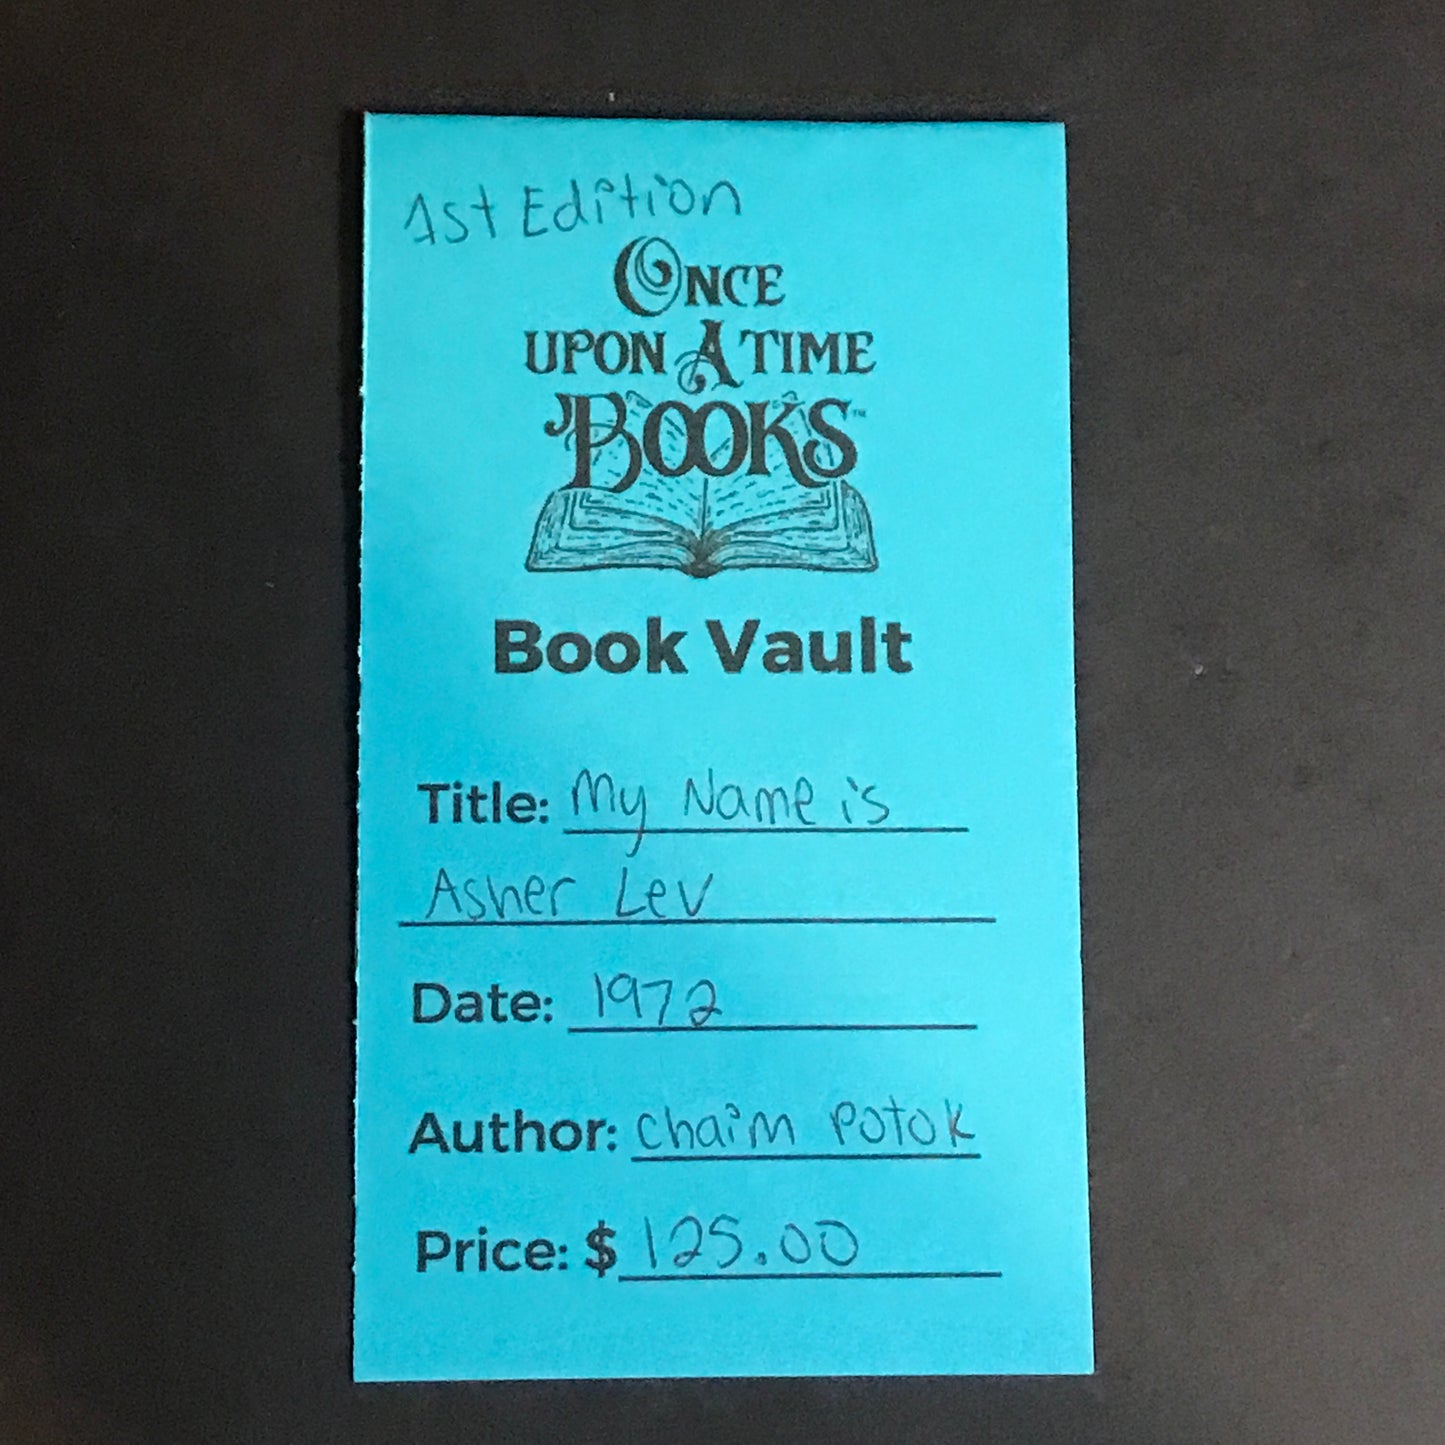 1st Edition
ONCE
UPON A TIME
BOOKS™
Book Vault
Title: My Name is
Asher Lev
Date: 1972
Author: Chaim Potok
Price: $ 125.00